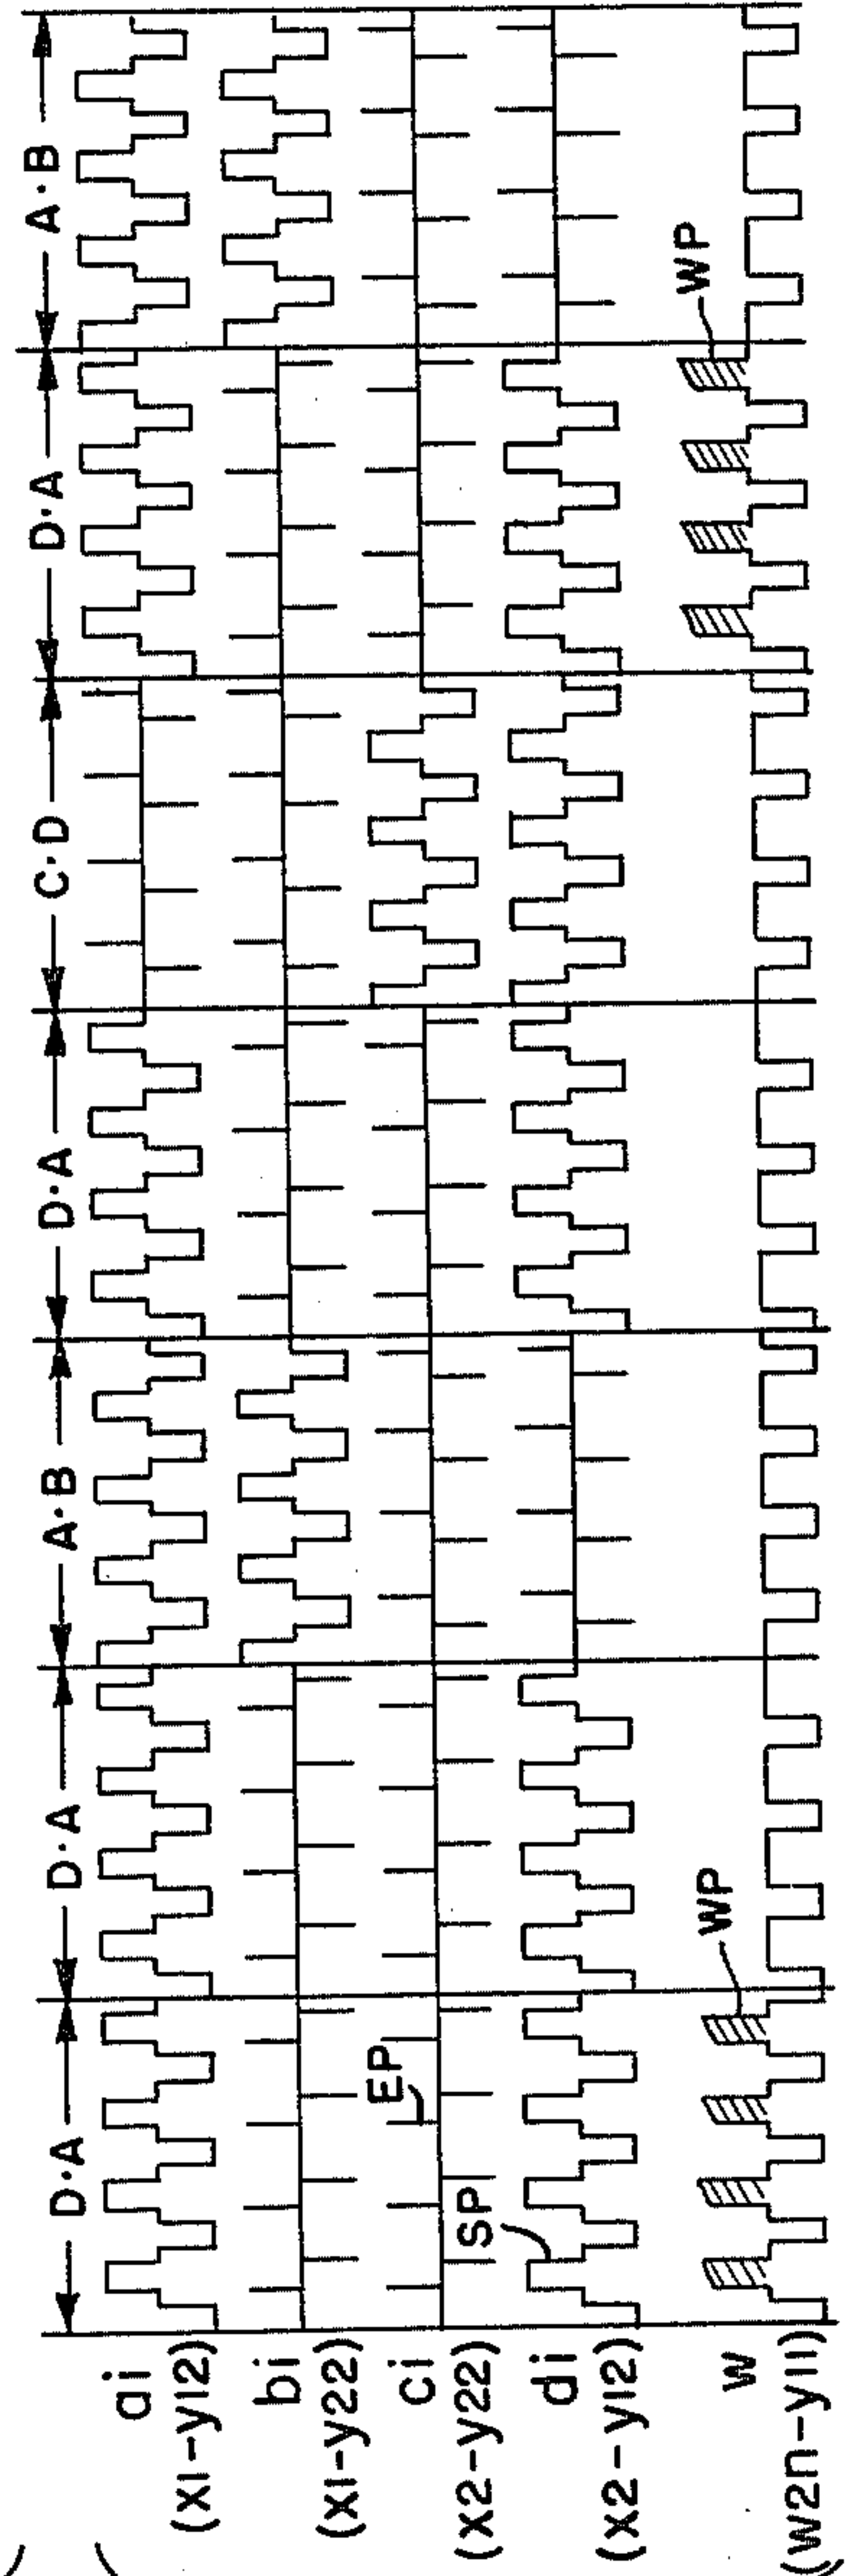 D·A D·A A·B D·A C·D D·A A·B
ai
(x1-y12)
bi
(x1-y22)
EP
ci
(x2-y22)
SP
di
(x2-y12)
WP WP
w
(w2n-y11)